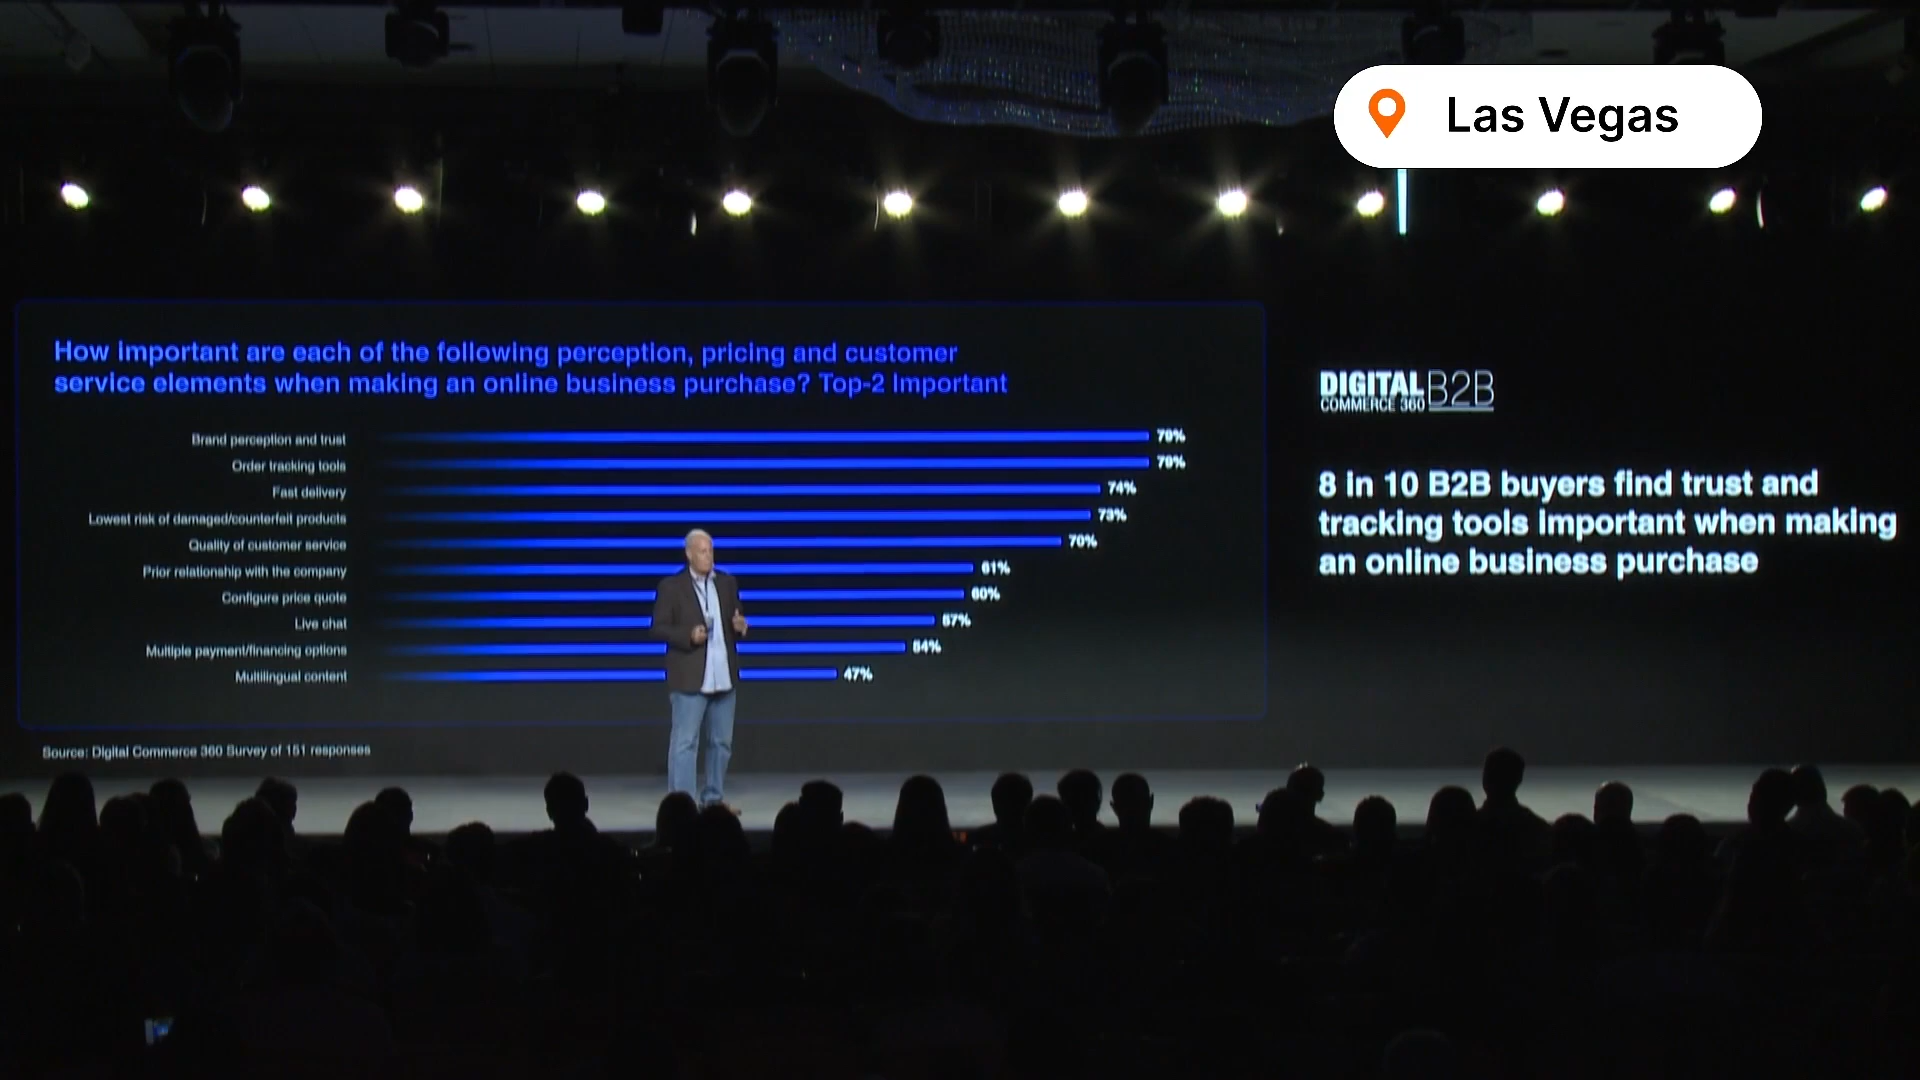 Las Vegas
How important are each of the following perception, pricing and customer
service elements when making an online business purchase? Top-2 Important
Brand perception and trust 79%
Order tracking tools 79%
Fast delivery 74%
Lowest risk of damaged/counterfeit products 73%
Quality of customer service 70%
Prior relationship with the company 61%
Configure price quote 60%
Live chat 57%
Multiple payment/financing options 54%
Multilingual content 47%
Source: Digital Commerce 360 Survey of 151 responses
DIGITAL B2B
COMMERCE 360
8 in 10 B2B buyers find trust and
tracking tools important when making
an online business purchase